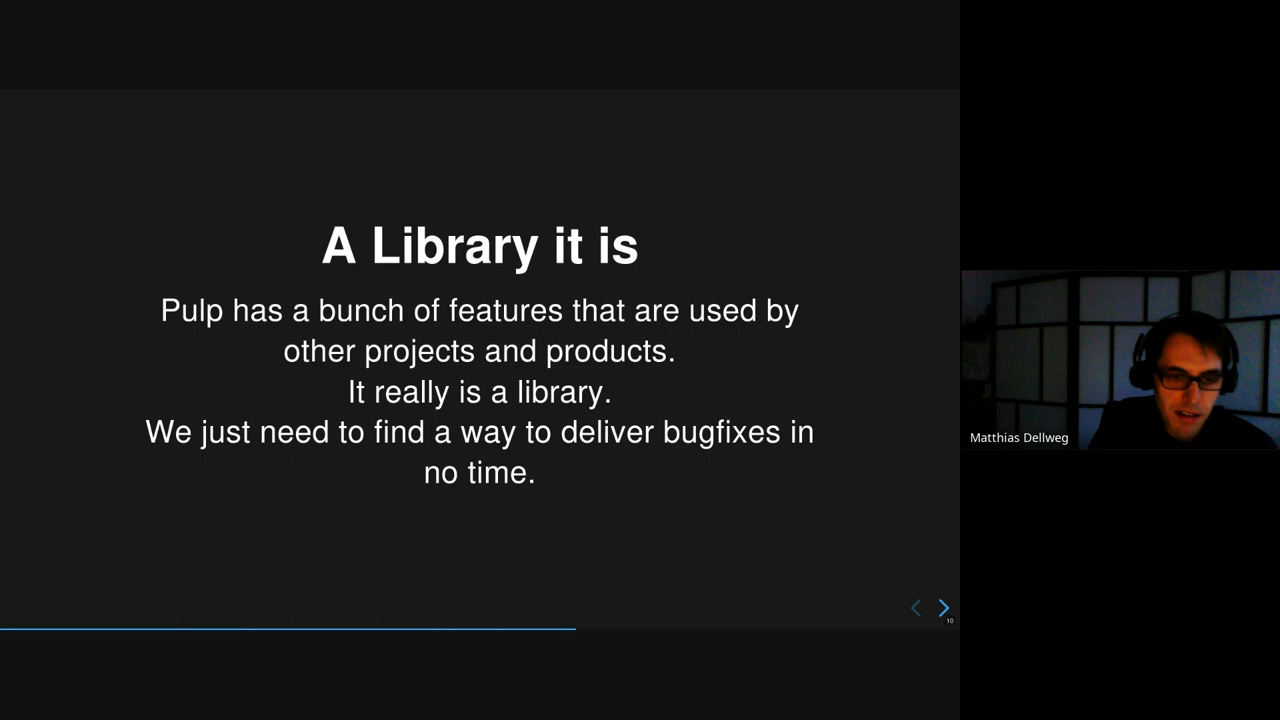 A Library it is
Pulp has a bunch of features that are used by
other projects and products.
It really is a library.
We just need to find a way to deliver bugfixes in
no time.
10
Matthias Dellweg